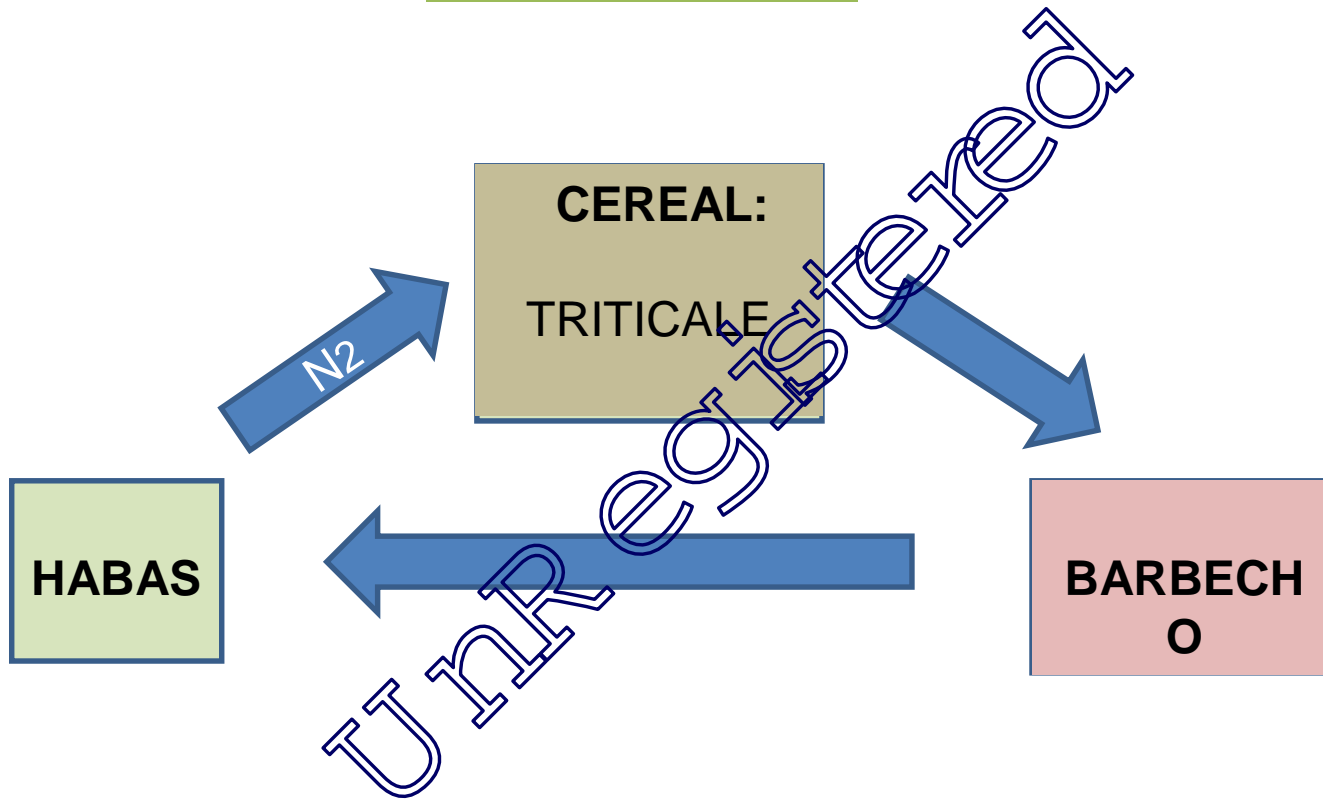 CEREAL:
TRITICALE
N2
HABAS
BARBECH
O
UnRegistered